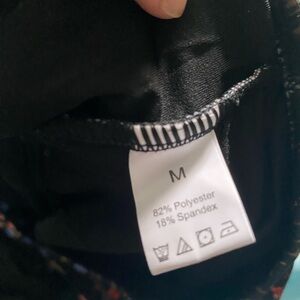 M
82% Polyester
18% Spandex